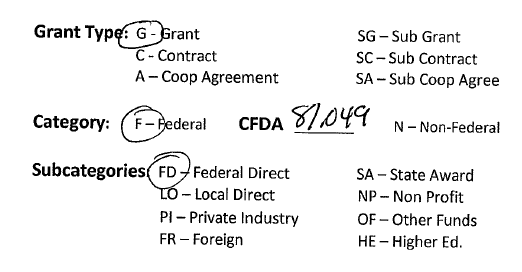 Grant Type: G - Grant SG – Sub Grant
C - Contract SC – Sub Contract
A – Coop Agreement SA – Sub Coop Agree
Category: F – Federal CFDA 81.049 N – Non-Federal
Subcategories: FD – Federal Direct SA – State Award
LO – Local Direct NP – Non Profit
PI – Private Industry OF – Other Funds
FR – Foreign HE – Higher Ed.